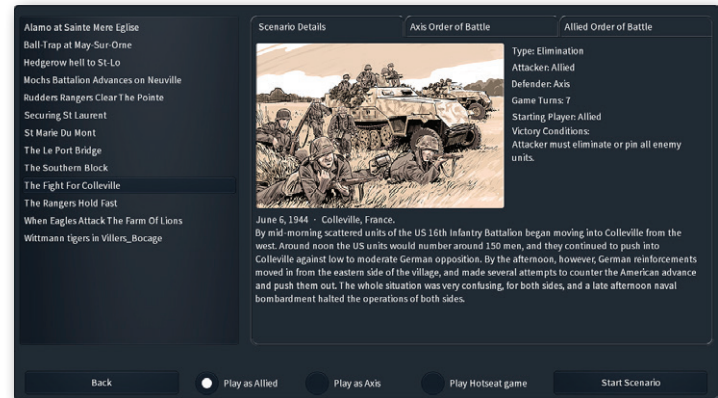 Alamo at Sainte Mere Eglise
Ball-Trap at May-Sur-Orne
Hedgerow hell to St-Lo
Mochs Battalion Advances on Neuville
Rudders Rangers Clear The Pointe
Securing St Laurent
St Marie Du Mont
The Le Port Bridge
The Southern Block
The Fight For Colleville
The Rangers Hold Fast
When Eagles Attack The Farm Of Lions
Wittmann tigers in Villers_Bocage
Scenario Details
Axis Order of Battle
Allied Order of Battle
Type: Elimination
Attacker: Allied
Defender: Axis
Game Turns: 7
Starting Player: Allied
Victory Conditions:
Attacker must eliminate or pin all enemy
units.
June 6, 1944 · Colleville, France.
By mid-morning scattered units of the US 16th Infantry Battalion began moving into Colleville from the
west. Around noon the US units would number around 150 men, and they continued to push into
Colleville against low to moderate German opposition. By the afternoon, however, German reinforcements
moved in from the eastern side of the village, and made several attempts to counter the American advance
and push them out. The whole situation was very confusing, for both sides, and a late afternoon naval
bombardment halted the operations of both sides.
Back
Play as Allied
Play as Axis
Play Hotseat game
Start Scenario